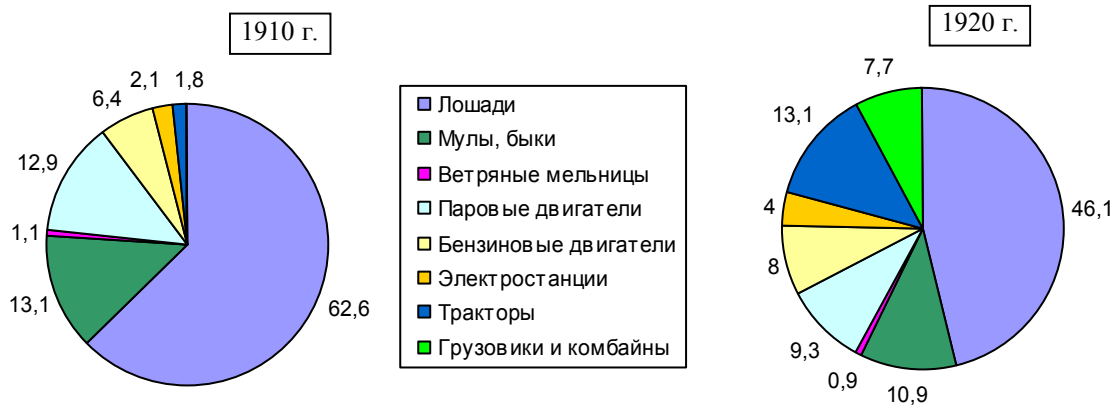 1910 г.
2,1
1,8
6,4
12,9
1,1
13,1
62,6
Лошади
Мулы, быки
Ветряные мельницы
Паровые двигатели
Бензиновые двигатели
Электростанции
Тракторы
Грузовики и комбайны
1920 г.
7,7
13,1
4
8
9,3
0,9
10,9
46,1